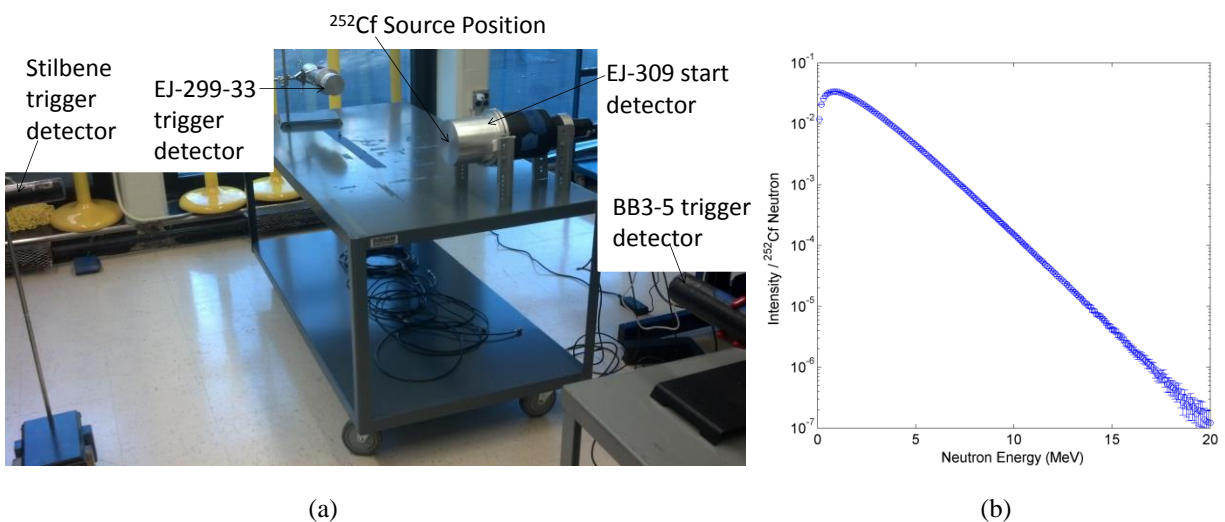 ²⁵²Cf Source Position
Stilbene
trigger
detector
EJ-299-33
trigger
detector
EJ-309 start
detector
BB3-5 trigger
detector
(a)
10⁻¹
10⁻²
10⁻³
10⁻⁴
10⁻⁵
10⁻⁶
10⁻⁷
Intensity / ²⁵²Cf Neutron
0 5 10 15 20
Neutron Energy (MeV)
(b)